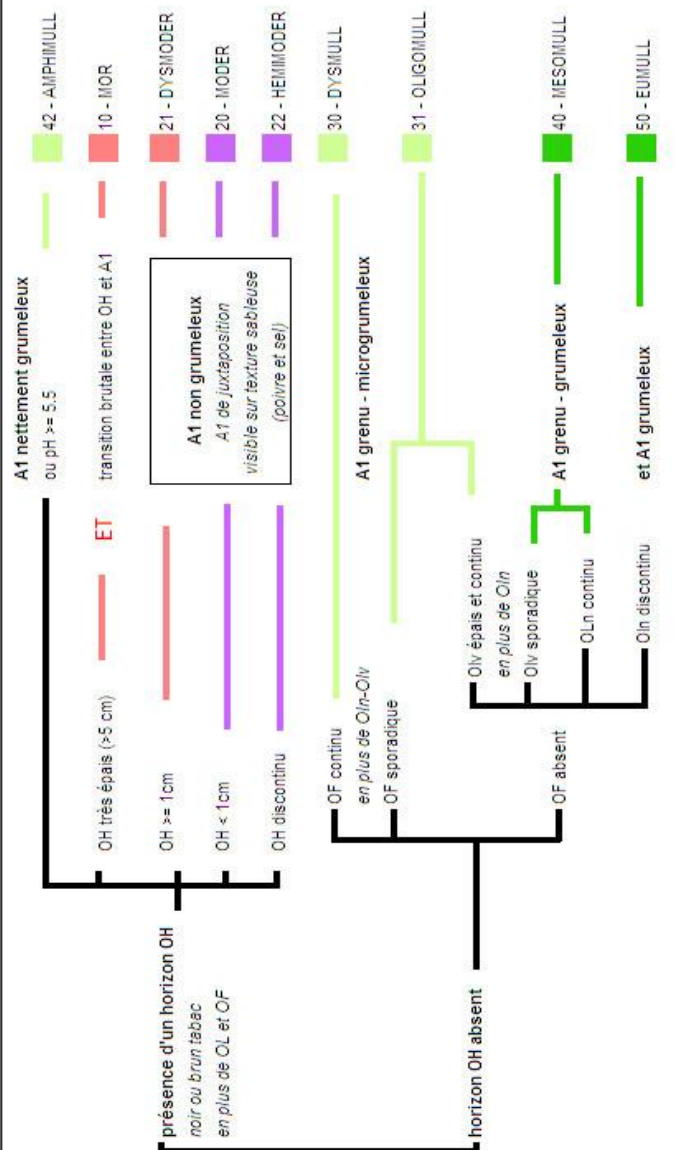 A1 nettement grumeleux
ou pH >= 5.5
42 - AMPHIMULL
présence d'un horizon OH
noir ou brun tabac
en plus de OL et OF
OH très épais (>5 cm)
ET
transition brutale entre OH et A1
10 - MOR
OH >= 1cm
21 - DYSMODER
OH < 1cm
20 - MODER
OH discontinu
22 - HEMIMODER
A1 non grumeleux
A1 de juxtaposition
visible sur texture sableuse
(poivre et sel)
horizon OH absent
OF continu
en plus de Oln-Olv
30 - DYSMULL
OF sporadique
A1 grenu - microgrumeleux
31 - OLIGOMULL
OF absent
Olv épais et continu
en plus de Oln
Olv sporadique
OLn continu
A1 grenu - grumeleux
40 - MESOMULL
Oln discontinu
et A1 grumeleux
50 - EUMULL